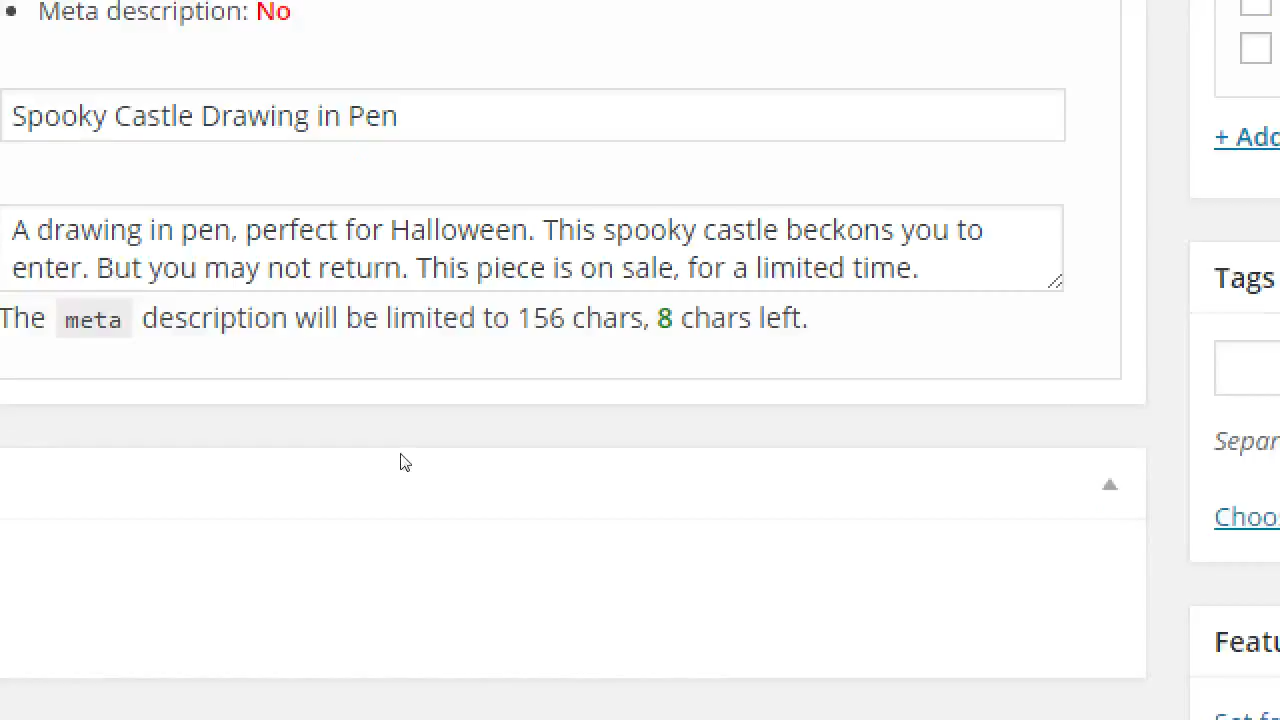 Meta description: No
Spooky Castle Drawing in Pen
+ Add
A drawing in pen, perfect for Halloween. This spooky castle beckons you to
enter. But you may not return. This piece is on sale, for a limited time.
The meta description will be limited to 156 chars, 8 chars left.
Tags
Separ
Choo
Featu
Set fe